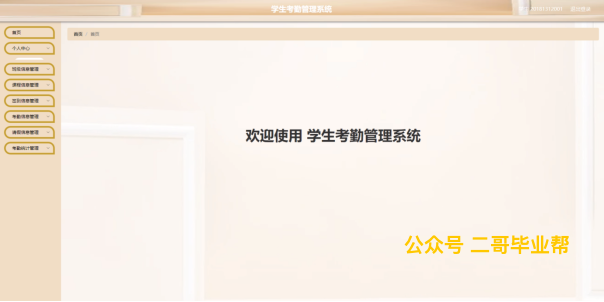 学生考勤管理系统
退出登录
首页
首页 / 首页
个人中心
班级信息管理
课程信息管理
签到信息管理
考勤信息管理
请假信息管理
考勤统计管理
欢迎使用 学生考勤管理系统
公众号 二哥毕业帮